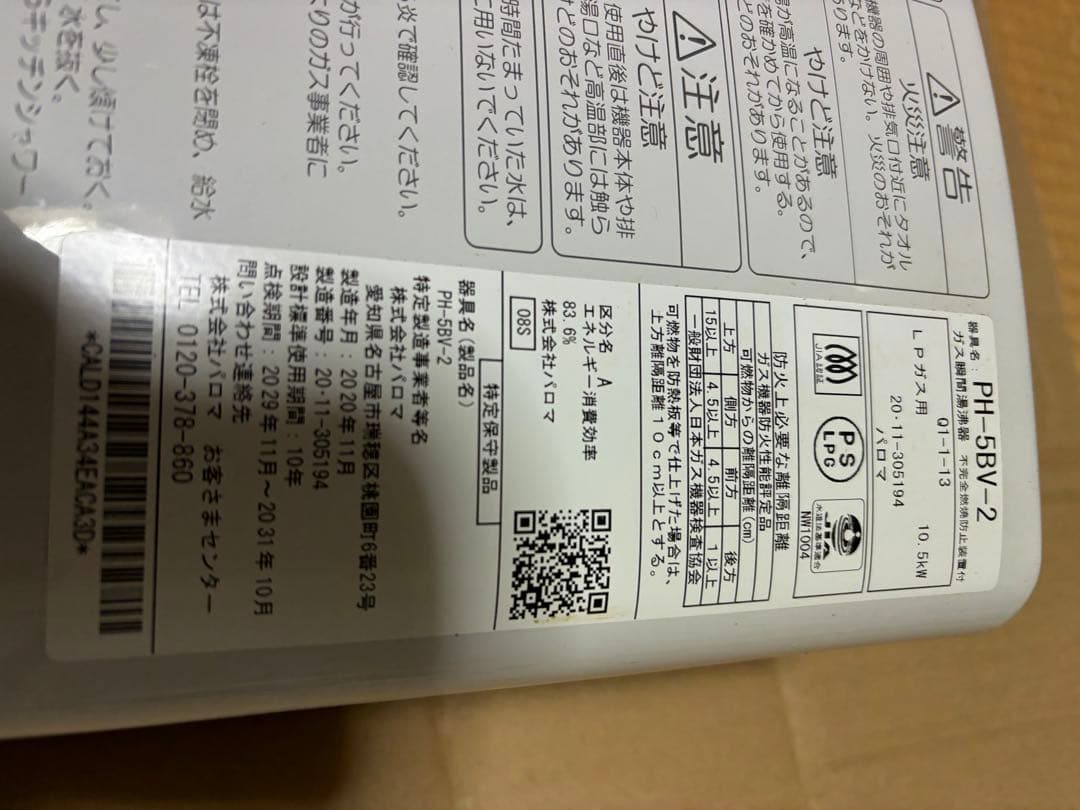 警告
火災注意
機器の周囲や排気口付近にタオル
などをかけない。火災のおそれが
あります。
やけど注意
湯が高温になることがあるので、
を確かめてから使用する。
どのおそれがあります。
注意
やけど注意
使用直後は機器本体や排
湯口など高温部には触ら
けどのおそれがあります。
時間たまっていた水は、
に用いないでください。
炎で確認してください。
が行ってください。
よりのガス事業者に
は不凍栓を閉め、給水
少し傾けておく。
水を抜く。
キッチンシャワー
器具名: PH-5BV-2
ガス瞬間湯沸器 不完全燃焼防止装置付
01-1-13
LPガス用 10.5kW
20・11-305194
パロマ
JIA認証
PS
LPG
JIA
水道法基準適合
NW1004
防火上必要な離隔距離
ガス機器防火性能評定品
可燃物からの離隔距離(cm)
上方 側方 前方 後方
15以上 4.5以上 4.5以上 1以上
一般財団法人日本ガス機器検査協会
可燃物を防熱板等で仕上げた場合は、
上方離隔距離10cm以上とする。
区分名 A
エネルギー消費効率
83.6%
株式会社パロマ
08S
特定保守製品
器具名(製品名)
PH-5BV-2
特定製造事業者等名
株式会社パロマ
愛知県名古屋市瑞穂区桃園町6番23号
製造年月:2020年11月
製造番号:20・11-305194
設計標準使用期間:10年
点検期間:2029年11月〜2031年10月
問い合わせ連絡先
株式会社パロマ お客さまセンター
TEL 0120-378-860
*CALD144A34EACA3D*